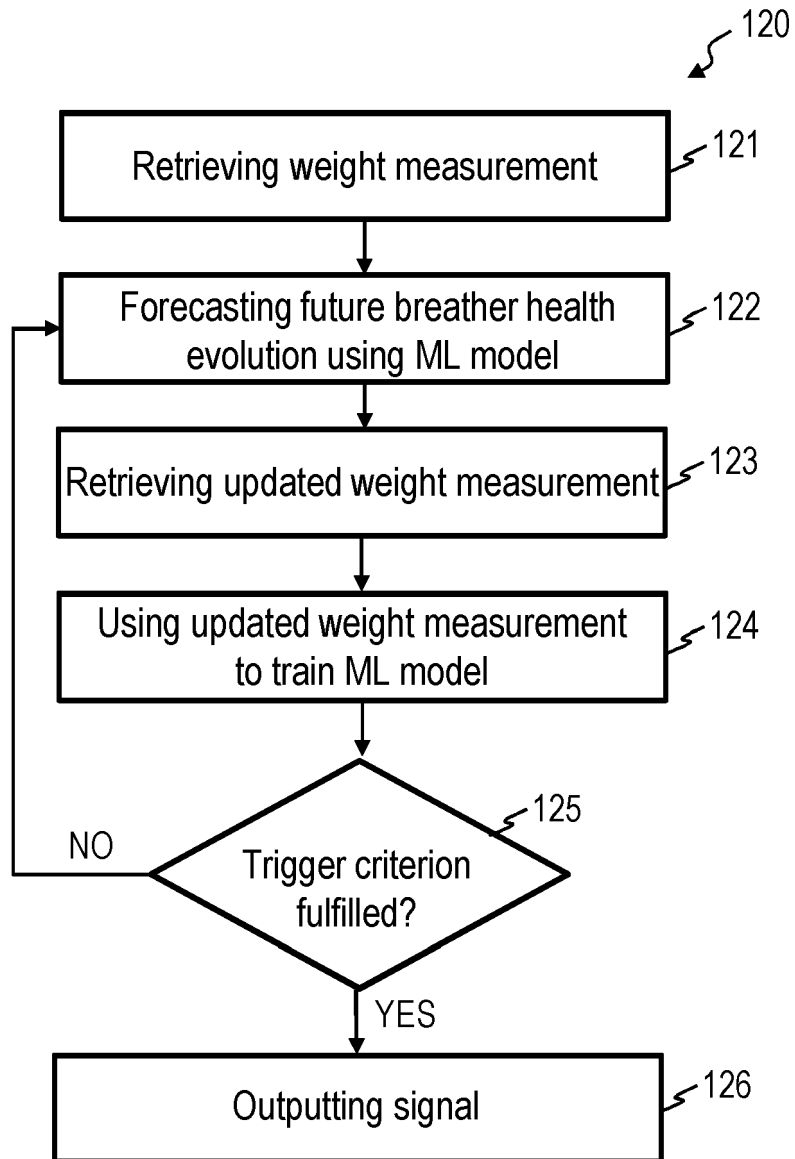 120
Retrieving weight measurement
121
Forecasting future breather health
evolution using ML model
122
Retrieving updated weight measurement
123
Using updated weight measurement
to train ML model
124
125
Trigger criterion
fulfilled?
NO
YES
Outputting signal
126